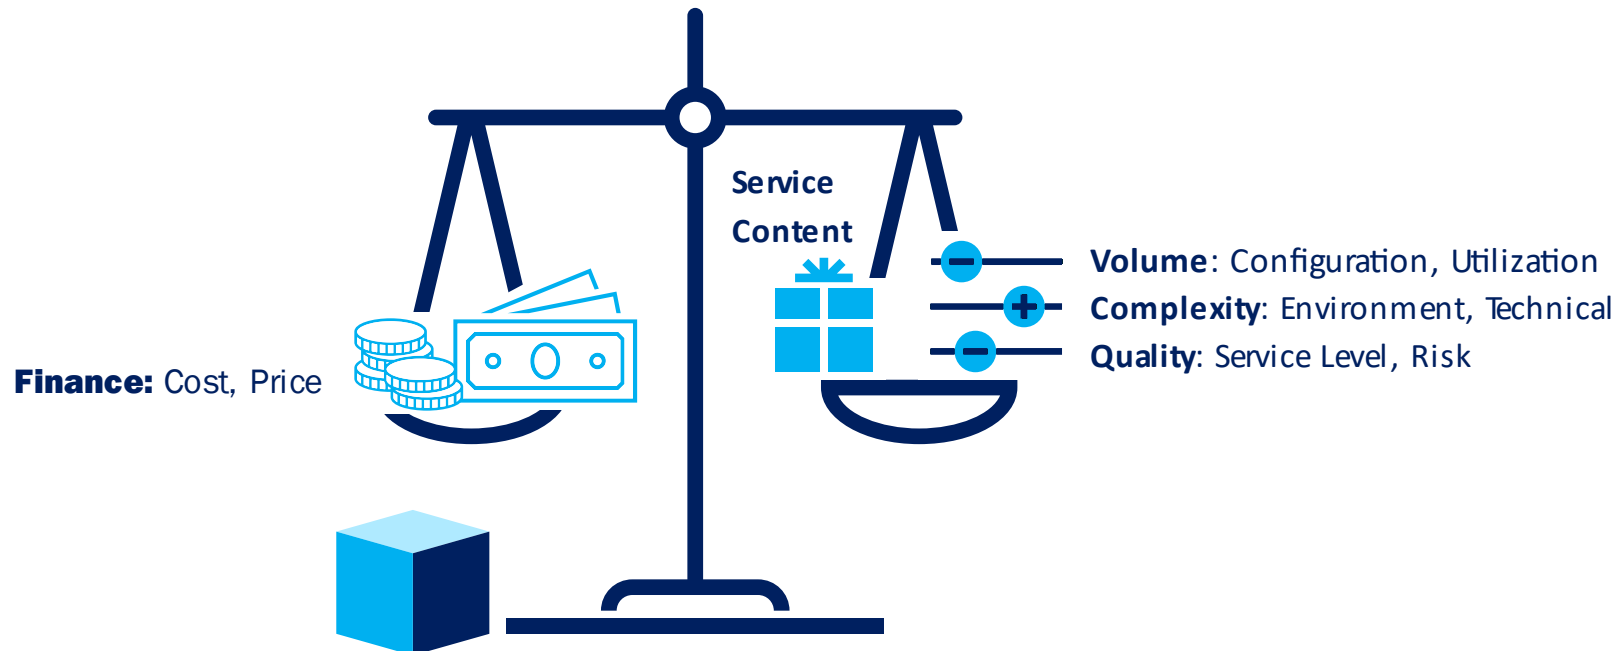 Service
Content
Volume: Configuration, Utilization
Complexity: Environment, Technical
Quality: Service Level, Risk
Finance: Cost, Price